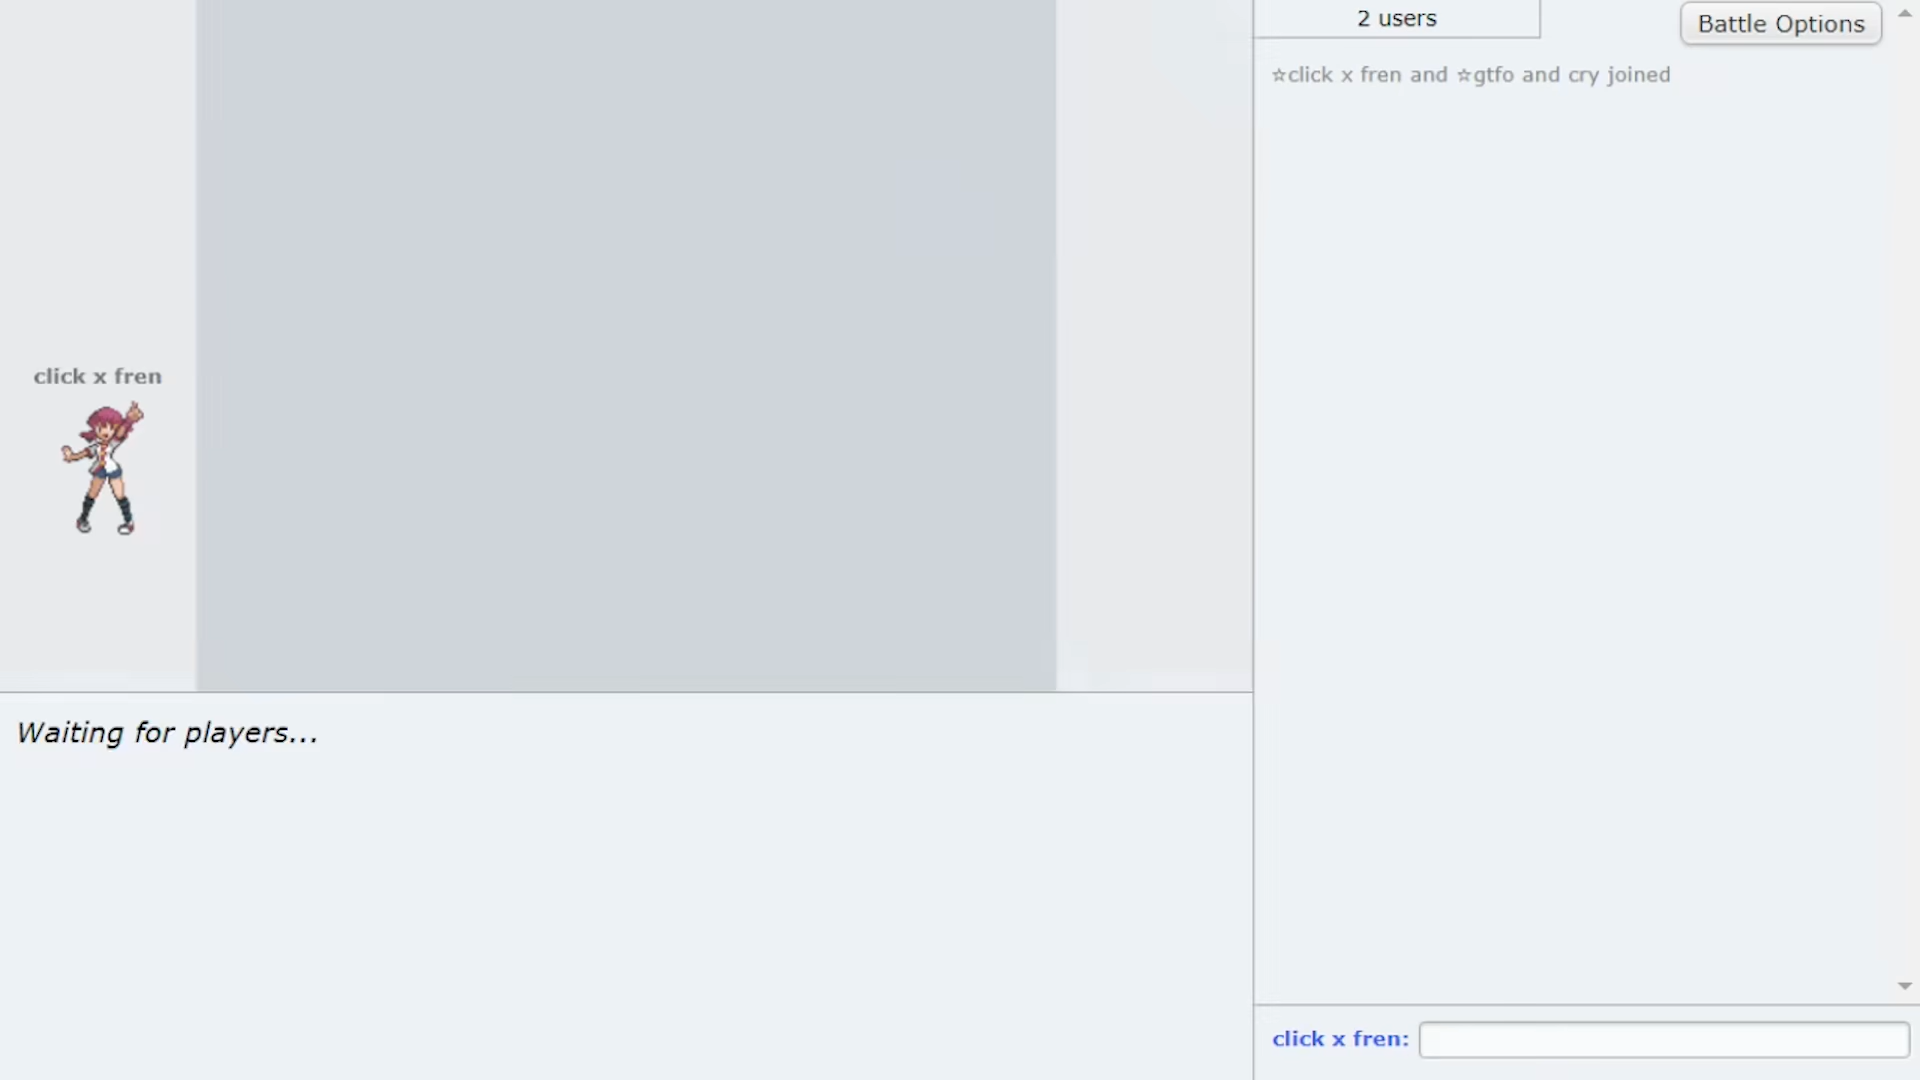 2 users
Battle Options
☆click x fren and ☆gtfo and cry joined
click x fren
Waiting for players...
click x fren: